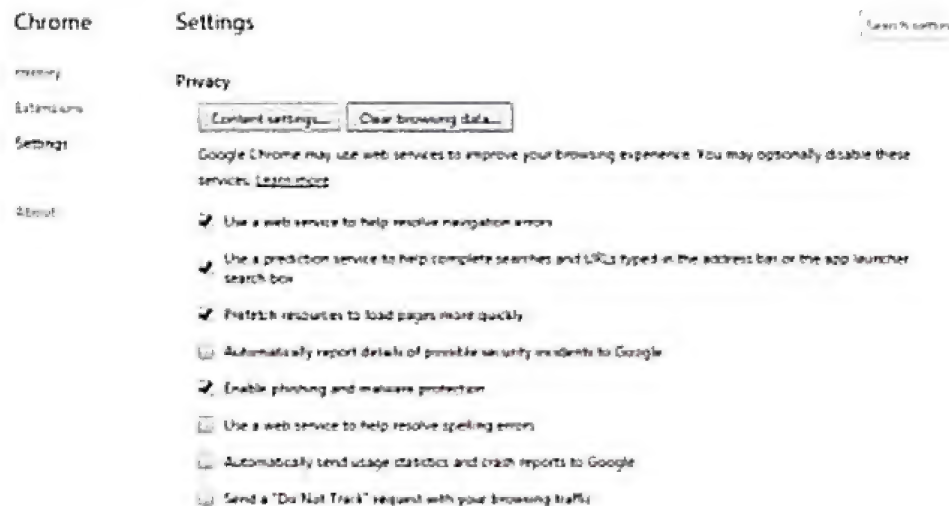 Chrome
Settings
Search settin
History
Extensions
Settings
About
Privacy
Content settings...
Clear browsing data...
Google Chrome may use web services to improve your browsing experience. You may optionally disable these
services. Learn more
Use a web service to help resolve navigation errors
Use a prediction service to help complete searches and URLs typed in the address bar or the app launcher
search box
Prefetch resources to load pages more quickly
Automatically report details of possible security incidents to Google
Enable phishing and malware protection
Use a web service to help resolve spelling errors
Automatically send usage statistics and crash reports to Google
Send a "Do Not Track" request with your browsing traffic